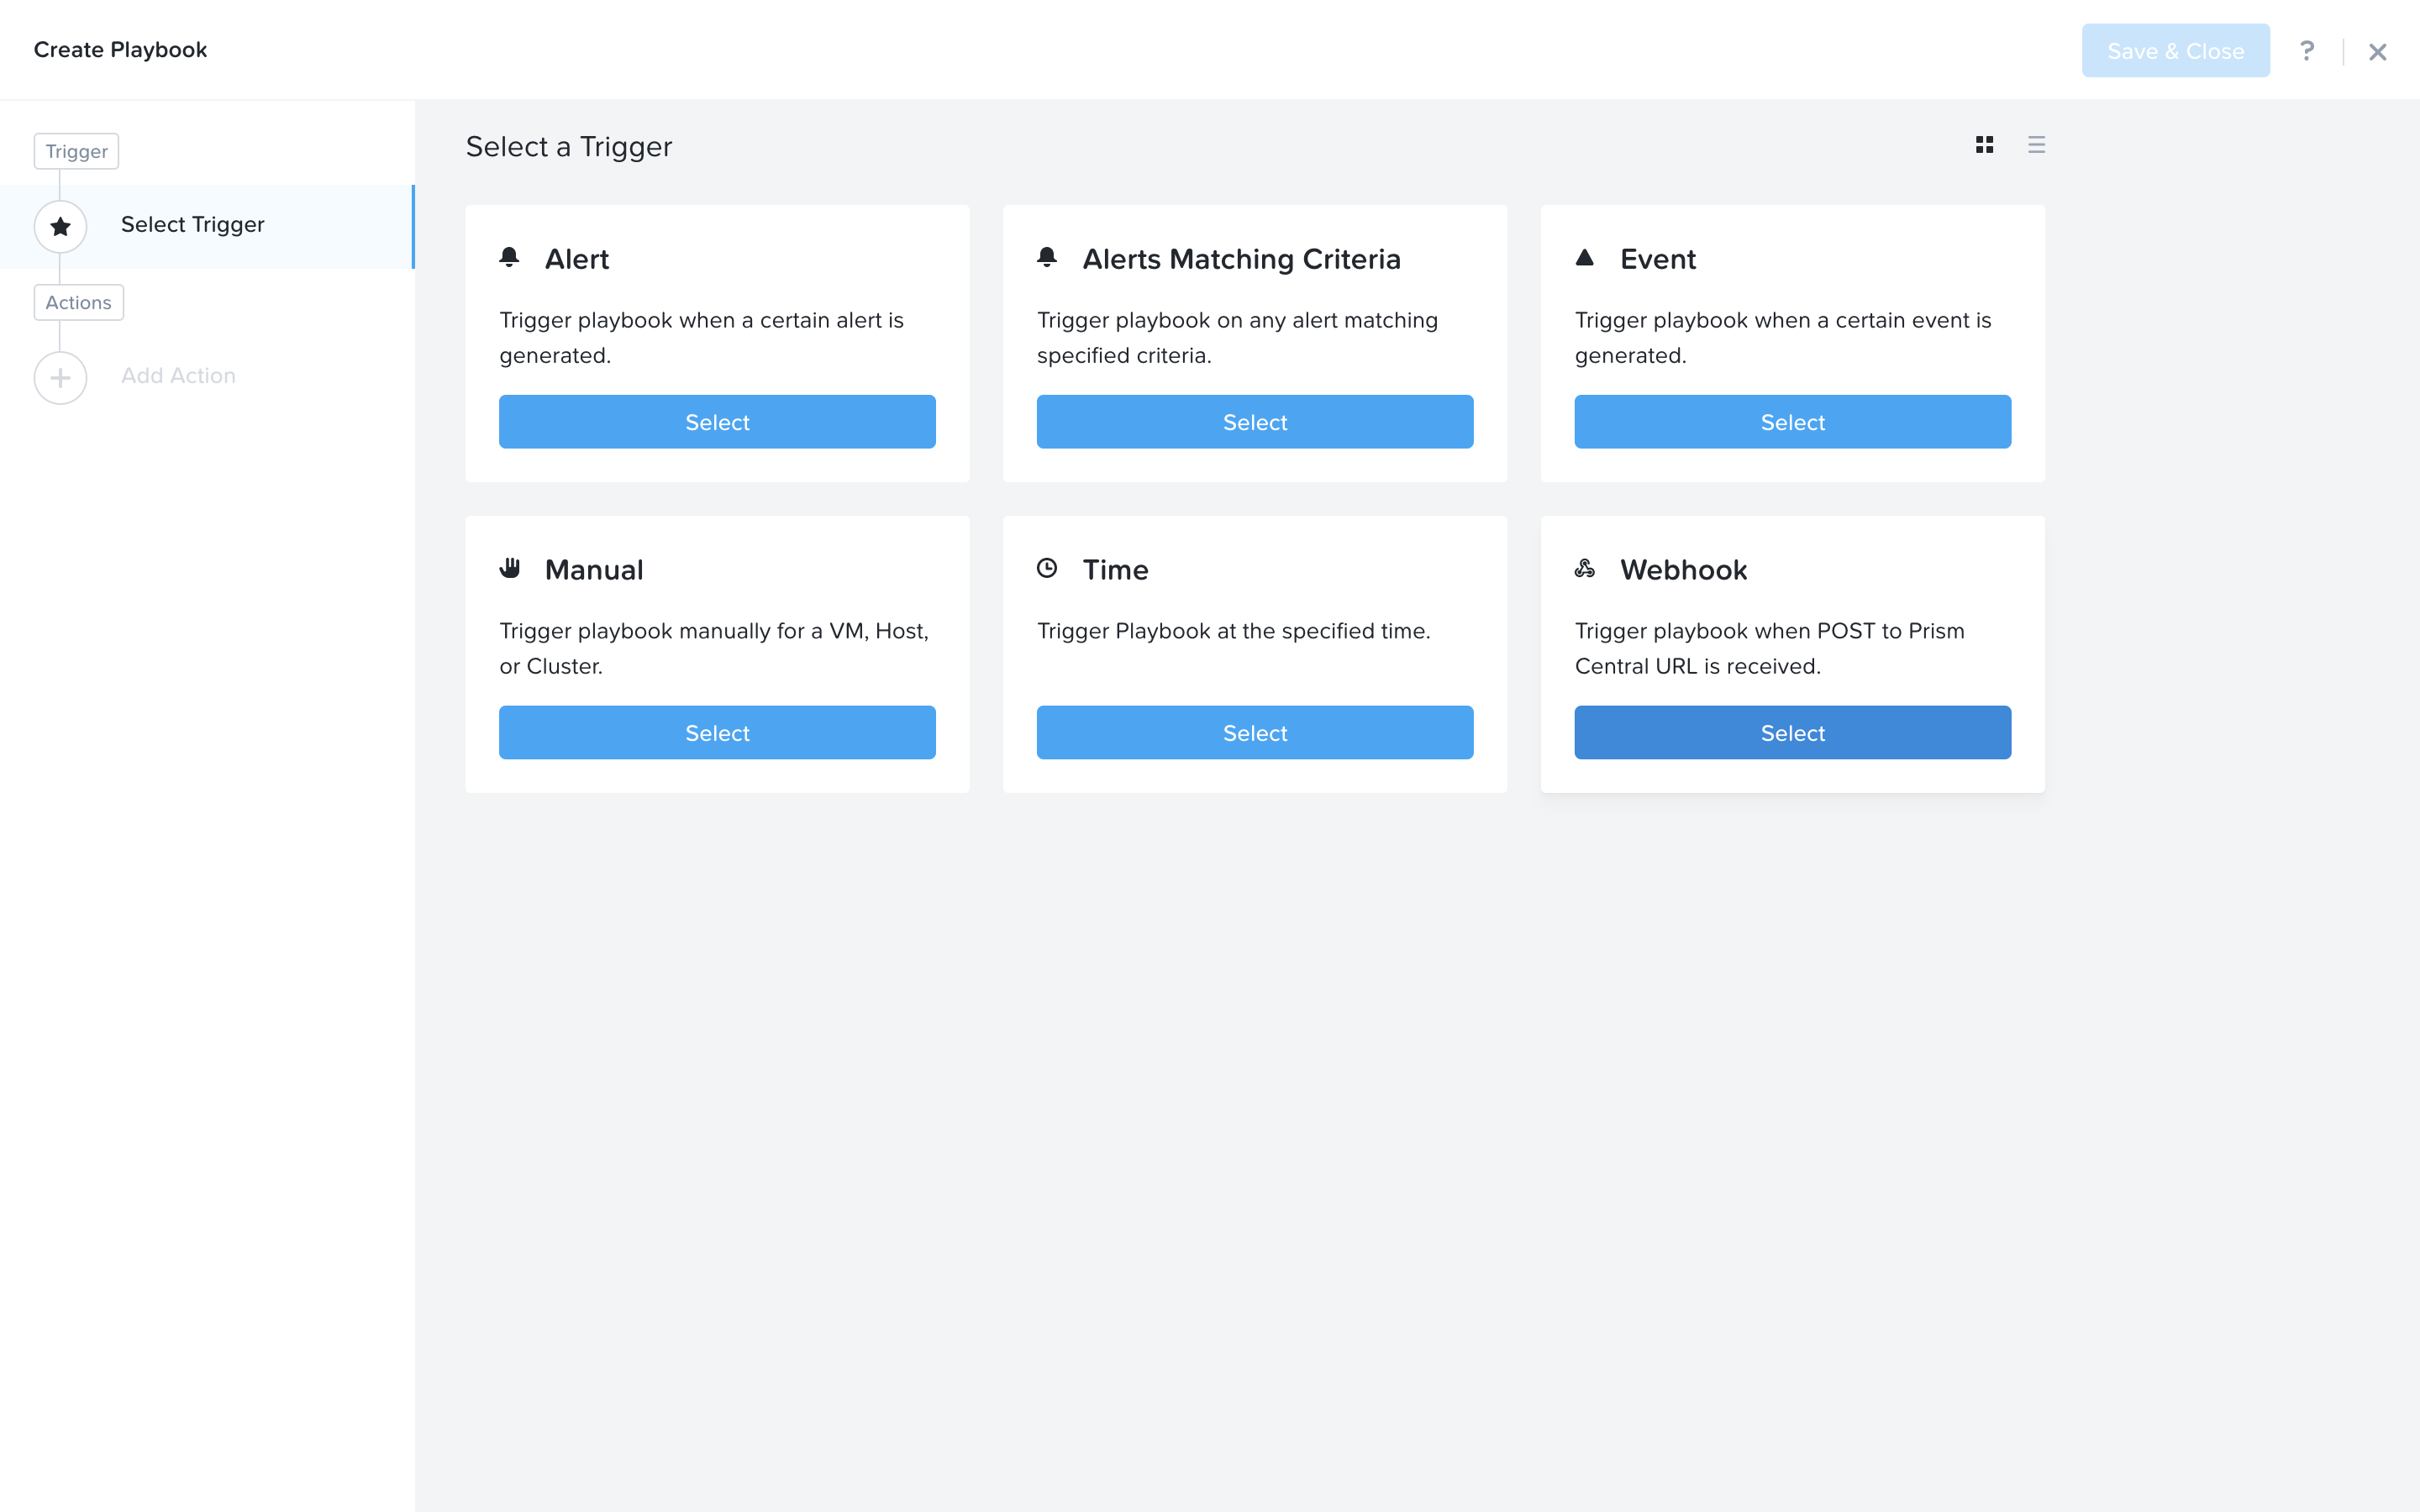 Create Playbook
Save & Close
?
Trigger
Select Trigger
Actions
Add Action
Select a Trigger
Alert
Trigger playbook when a certain alert is
generated.
Select
Alerts Matching Criteria
Trigger playbook on any alert matching
specified criteria.
Select
Event
Trigger playbook when a certain event is
generated.
Select
Manual
Trigger playbook manually for a VM, Host,
or Cluster.
Select
Time
Trigger Playbook at the specified time.
Select
Webhook
Trigger playbook when POST to Prism
Central URL is received.
Select